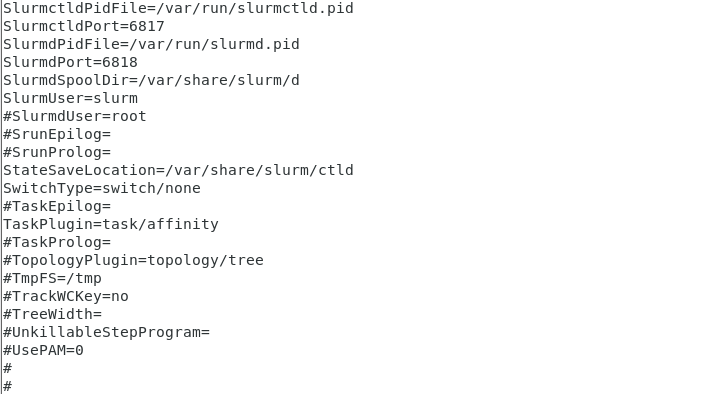 SlurmctldPidFile=/var/run/slurmctld.pid
SlurmctldPort=6817
SlurmdPidFile=/var/run/slurmd.pid
SlurmdPort=6818
SlurmdSpoolDir=/var/share/slurm/d
SlurmUser=slurm
#SlurmdUser=root
#SrunEpilog=
#SrunProlog=
StateSaveLocation=/var/share/slurm/ctld
SwitchType=switch/none
#TaskEpilog=
TaskPlugin=task/affinity
#TaskProlog=
#TopologyPlugin=topology/tree
#TmpFS=/tmp
#TrackWCKey=no
#TreeWidth=
#UnkillableStepProgram=
#UsePAM=0
#
#